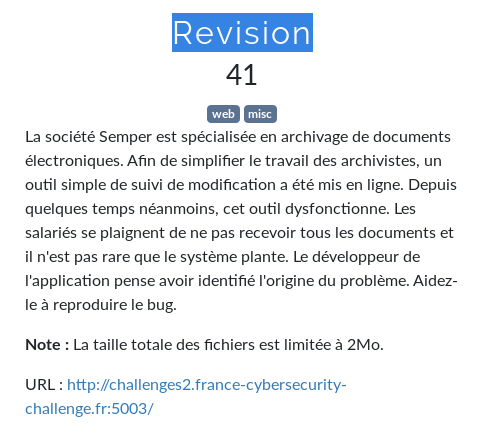 Revision
41
web misc
La société Semper est spécialisée en archivage de documents
électroniques. Afin de simplifier le travail des archivistes, un
outil simple de suivi de modification a été mis en ligne. Depuis
quelques temps néanmoins, cet outil dysfonctionne. Les
salariés se plaignent de ne pas recevoir tous les documents et
il n'est pas rare que le système plante. Le développeur de
l'application pense avoir identifié l'origine du problème. Aidez-
le à reproduire le bug.
Note : La taille totale des fichiers est limitée à 2Mo.
URL : http://challenges2.france-cybersecurity-
challenge.fr:5003/